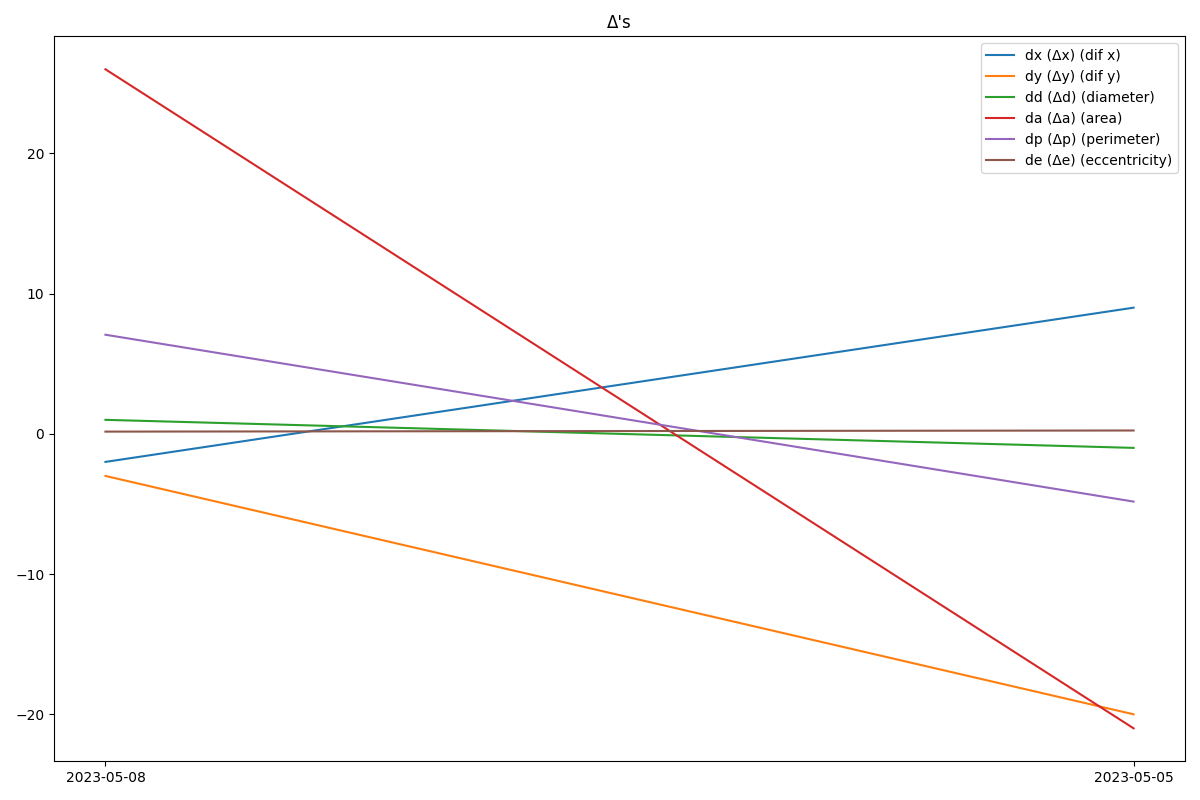 Δ's
dx (Δx) (dif x)
dy (Δy) (dif y)
dd (Δd) (diameter)
da (Δa) (area)
dp (Δp) (perimeter)
de (Δe) (eccentricity)
20
10
0
−10
−20
2023-05-08
2023-05-05